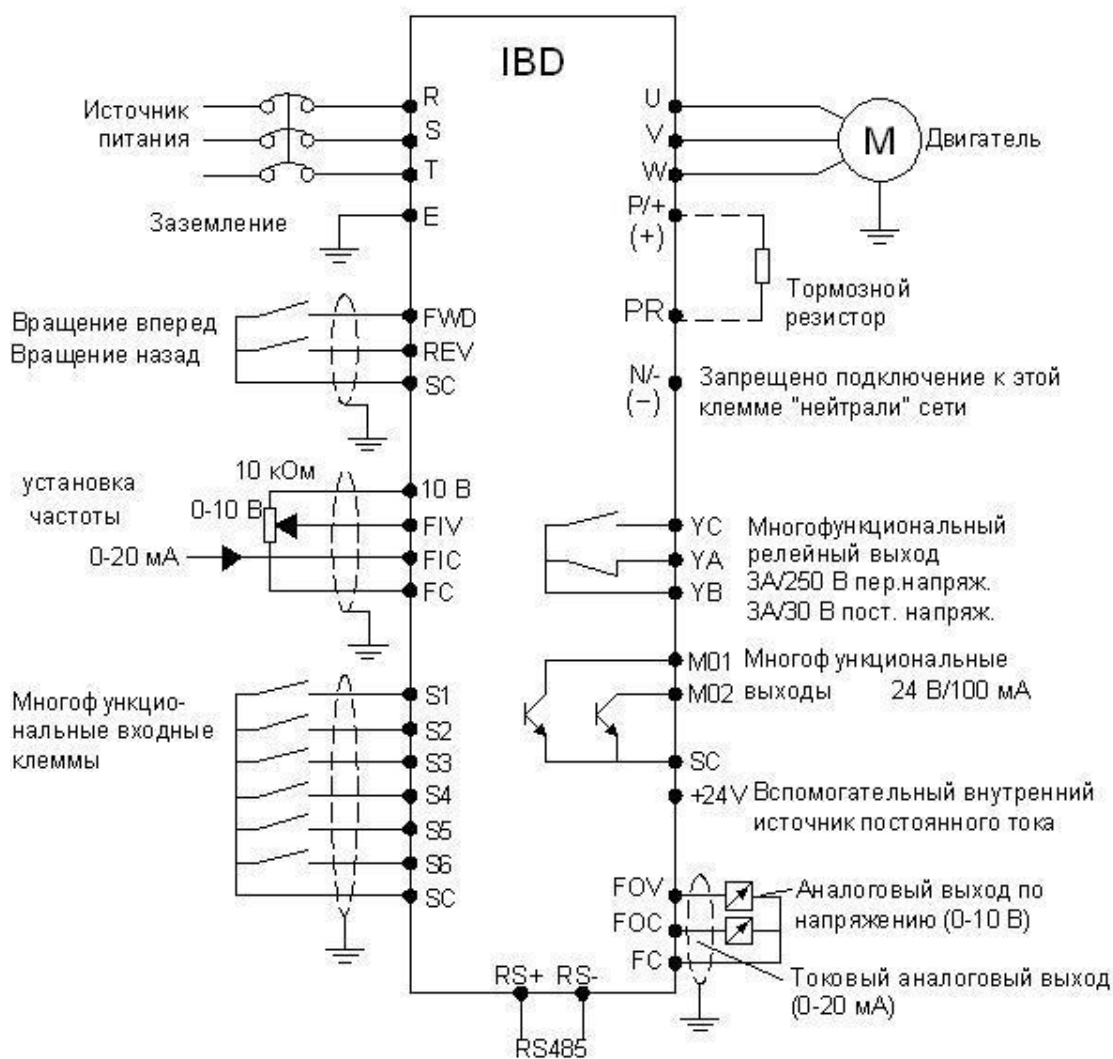 IBD
Источник
питания
R
S
T
Заземление
E
U
V
W
M
Двигатель
P/+
(+)
PR
Тормозной
резистор
N/-
(–)
Запрещено подключение к этой
клемме "нейтрали" сети
Вращение вперед
Вращение назад
FWD
REV
SC
установка
частоты
10 кОм
0-10 В
0-20 мА
10 В
FIV
FIC
FC
YC
YA
YB
Многофункциональный
релейный выход
3А/250 В пер.напряж.
3А/30 В пост. напряж.
Многофункцио-
нальные входные
клеммы
S1
S2
S3
S4
S5
S6
SC
M01
M02
Многофункциональные
выходы 24 В/100 мА
SC
+24V
Вспомогательный внутренний
источник постоянного тока
FOV
FOC
FC
Аналоговый выход по
напряжению (0-10 В)
Токовый аналоговый выход
(0-20 мА)
RS+
RS-
RS485